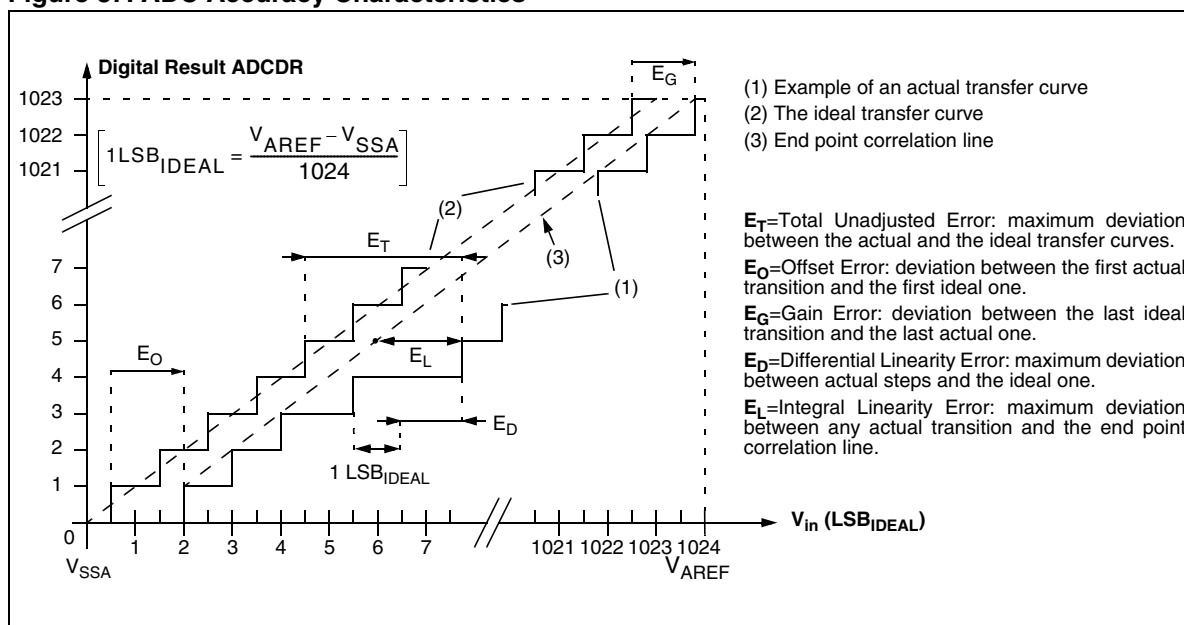 Digital Result ADCDR
E_G
1023
1022
1021
1LSB_IDEAL = V_AREF – V_SSA
1024
(2)
E_T
(3)
7
6
(1)
5
E_L
E_O
4
3
E_D
2
1 LSB_IDEAL
1
0
1 2 3 4 5 6 7 1021 1022 1023 1024
V_in (LSB_IDEAL)
V_SSA
V_AREF
(1) Example of an actual transfer curve
(2) The ideal transfer curve
(3) End point correlation line
E_T=Total Unadjusted Error: maximum deviation
between the actual and the ideal transfer curves.
E_O=Offset Error: deviation between the first actual
transition and the first ideal one.
E_G=Gain Error: deviation between the last ideal
transition and the last actual one.
E_D=Differential Linearity Error: maximum deviation
between actual steps and the ideal one.
E_L=Integral Linearity Error: maximum deviation
between any actual transition and the end point
correlation line.